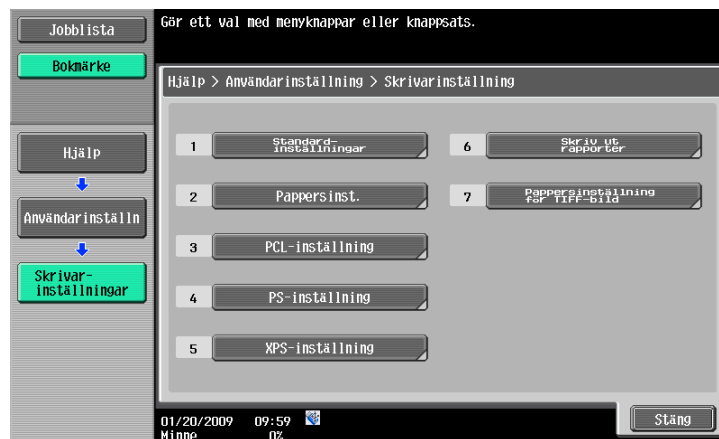 Jobblista
Bokmärke
Gör ett val med menyknappar eller knappsats.
Hjälp > Användarinställning > Skrivarinställning
Hjälp
Användarinställn
Skrivar-
inställningar
1 Standard-
inställningar
2 Pappersinst.
3 PCL-inställning
4 PS-inställning
5 XPS-inställning
6 Skriv ut
rapporter
7 Pappersinställning
för TIFF-bild
01/20/2009 09:59
Minne 0%
Stäng